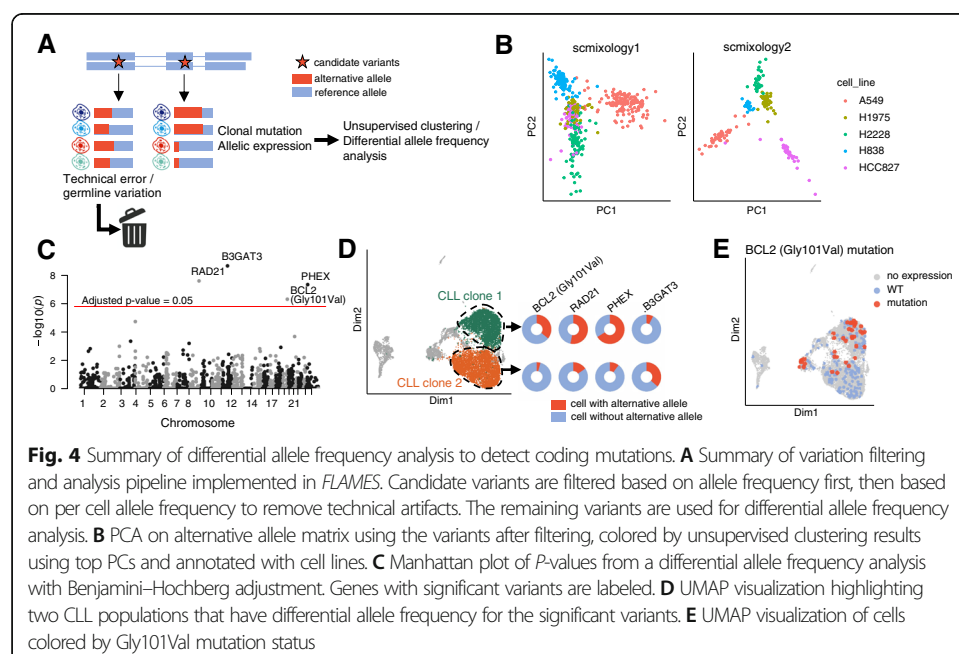 A
candidate variants
alternative allele
reference allele
Clonal mutation
Allelic expression
Unsupervised clustering /
Differential allele frequency
analysis
Technical error /
germline variation
B
scmixology1
scmixology2
PC2
PC2
PC1
PC1
cell_line
A549
H1975
H2228
H838
HCC827
C
B3GAT3
RAD21
PHEX
BCL2
(Gly101Val)
Adjusted p-value = 0.05
−log10(p)
8
6
4
2
0
1 2 3 4 5 6 7 8 10 12 14 17 21
Chromosome
D
CLL clone 1
CLL clone 2
BCL2 (Gly101Val)
RAD21
PHEX
B3GAT3
Dim2
Dim1
cell with alternative allele
cell without alternative allele
E
BCL2 (Gly101Val) mutation
no expression
WT
mutation
Dim2
Dim1
Fig. 4 Summary of differential allele frequency analysis to detect coding mutations. A Summary of variation filtering
and analysis pipeline implemented in FLAMES. Candidate variants are filtered based on allele frequency first, then based
on per cell allele frequency to remove technical artifacts. The remaining variants are used for differential allele frequency
analysis. B PCA on alternative allele matrix using the variants after filtering, colored by unsupervised clustering results
using top PCs and annotated with cell lines. C Manhattan plot of P-values from a differential allele frequency analysis
with Benjamini–Hochberg adjustment. Genes with significant variants are labeled. D UMAP visualization highlighting
two CLL populations that have differential allele frequency for the significant variants. E UMAP visualization of cells
colored by Gly101Val mutation status